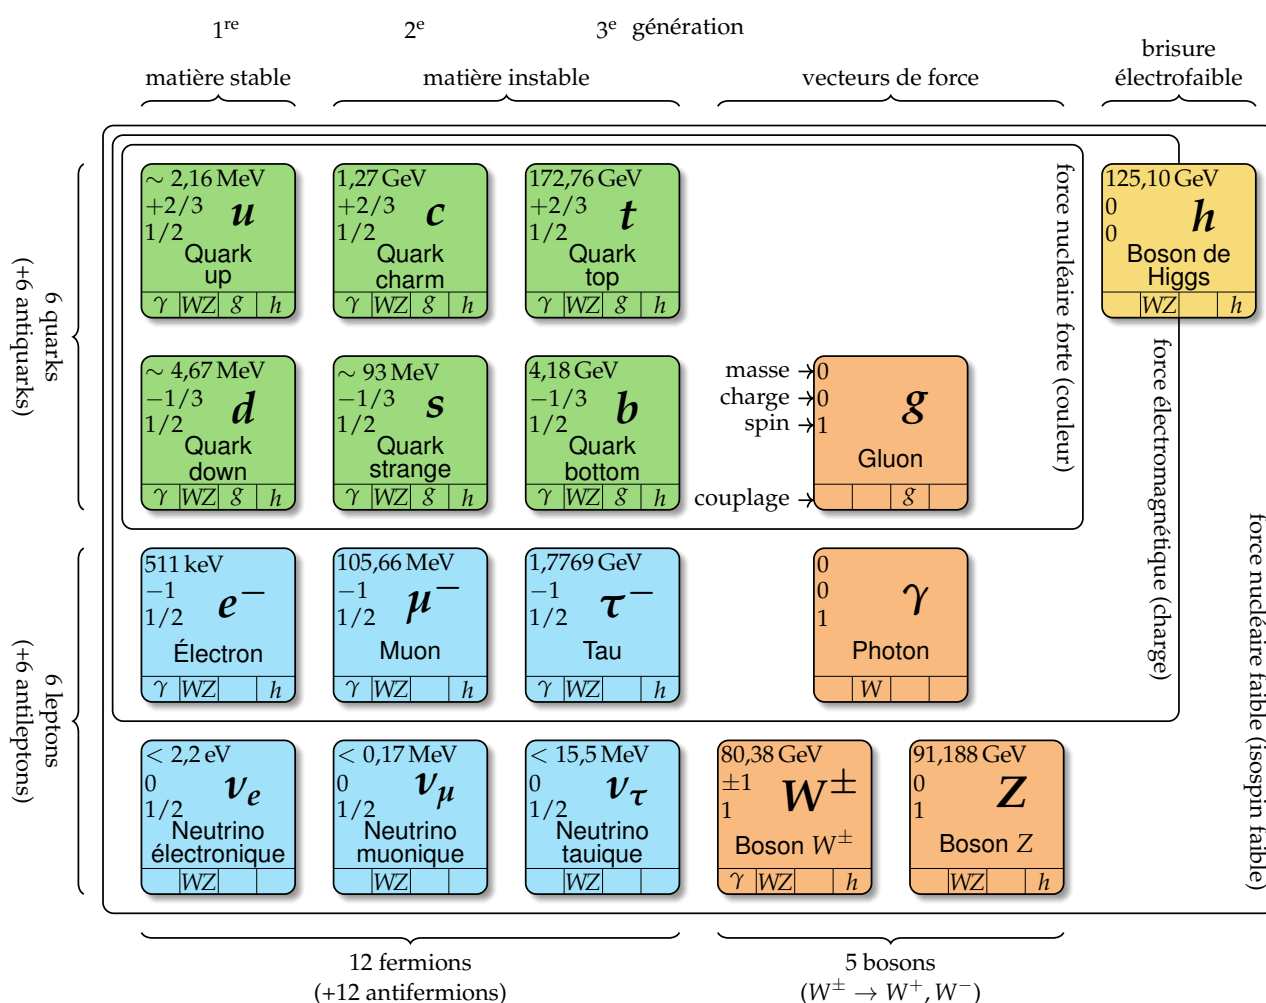 1re 2e 3e génération
matière stable matière instable vecteurs de force brisure
électrofaible
6 quarks
(+6 antiquarks)
∼ 2,16 MeV
+2/3 u
1/2
Quark
up
γ WZ g h
1,27 GeV
+2/3 c
1/2
Quark
charm
γ WZ g h
172,76 GeV
+2/3 t
1/2
Quark
top
γ WZ g h
force nucléaire forte (couleur)
125,10 GeV
0 h
0
Boson de
Higgs
WZ h
∼ 4,67 MeV
−1/3 d
1/2
Quark
down
γ WZ g h
∼ 93 MeV
−1/3 s
1/2
Quark
strange
γ WZ g h
4,18 GeV
−1/3 b
1/2
Quark
bottom
γ WZ g h
masse 0
charge 0 g
spin 1
Gluon
couplage g
force électromagnétique (charge)
force nucléaire faible (isospin faible)
6 leptons
(+6 antileptons)
511 keV
−1 e−
1/2
Électron
γ WZ h
105,66 MeV
−1 μ−
1/2
Muon
γ WZ h
1,7769 GeV
−1 τ−
1/2
Tau
γ WZ h
0
0 γ
1
Photon
W
< 2,2 eV
0 νe
1/2
Neutrino
électronique
WZ
< 0,17 MeV
0 νμ
1/2
Neutrino
muonique
WZ
< 15,5 MeV
0 ντ
1/2
Neutrino
tauique
WZ
80,38 GeV
±1 W±
1
Boson W±
γ WZ h
91,188 GeV
0 Z
1
Boson Z
WZ h
12 fermions
(+12 antifermions)
5 bosons
(W± → W+, W−)